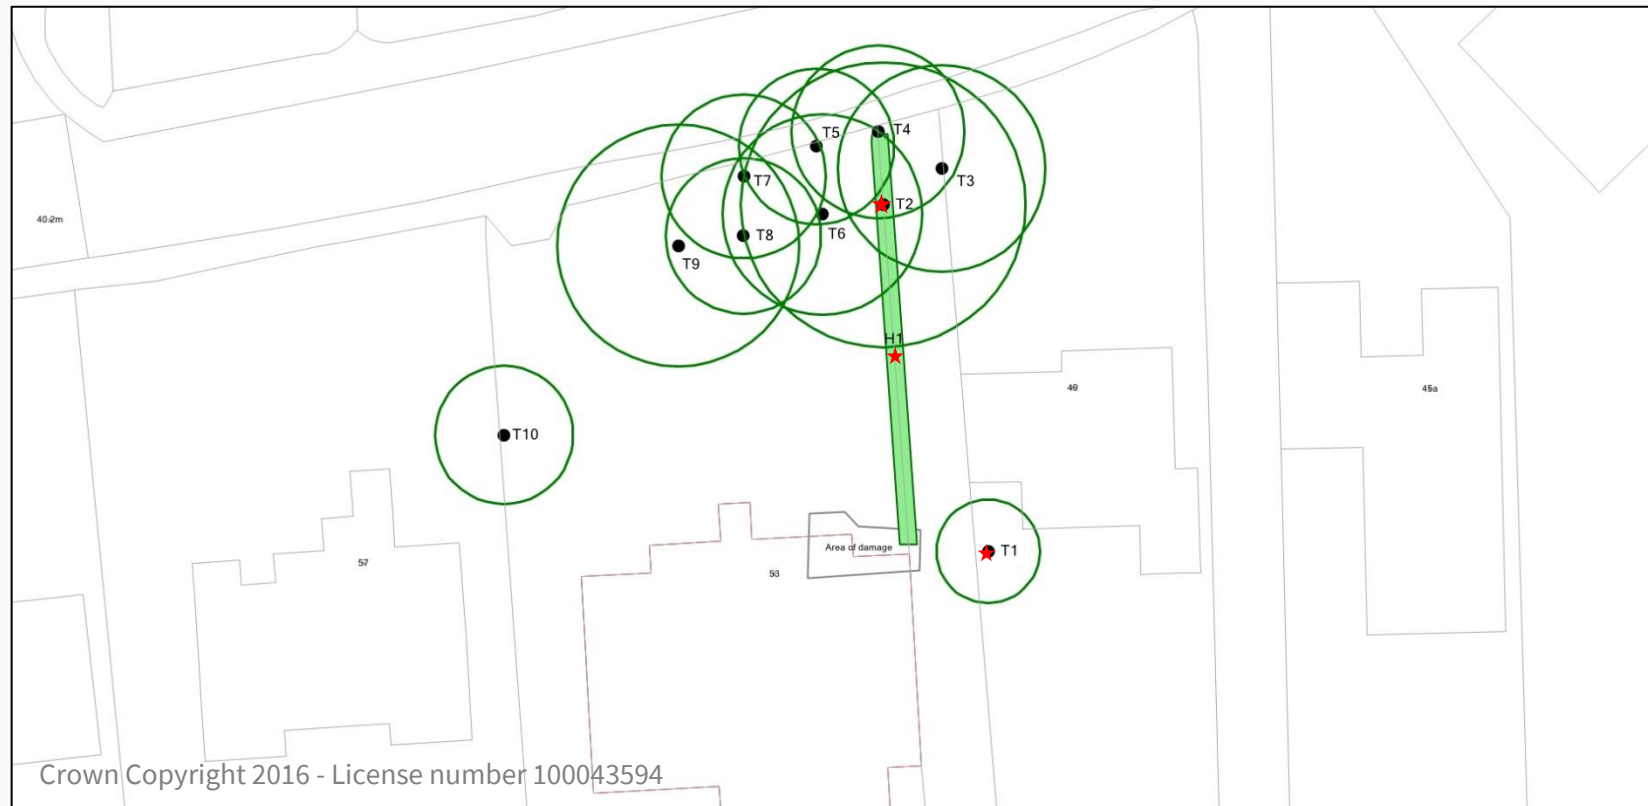 T4
T5
T3
T7
T2
40.2m
T6
T8
T9
H1
49
45a
T10
Area of damage
T1
57
53
Crown Copyright 2016 - License number 100043594